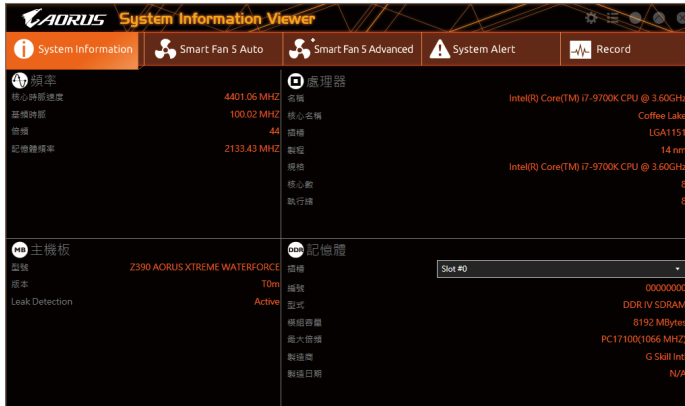 AORUS System Information Viewer
System Information
Smart Fan 5 Auto
Smart Fan 5 Advanced
System Alert
Record
頻率
核心時脈速度 4401.06 MHZ
基頻時脈 100.02 MHZ
倍頻 44
記憶體頻率 2133.43 MHZ
處理器
名稱 Intel(R) Core(TM) i7-9700K CPU @ 3.60GHz
核心名稱 Coffee Lake
插槽 LGA1151
製程 14 nm
規格 Intel(R) Core(TM) i7-9700K CPU @ 3.60GHz
核心數 8
執行緒 8
MB 主機板
型號 Z390 AORUS XTREME WATERFORCE
版本 T0m
Leak Detection Active
DDR 記憶體
插槽 Slot #0
編號 00000000
型式 DDR IV SDRAM
模組容量 8192 MBytes
最大倍頻 PC17100(1066 MHZ)
製造商 G Skill Intl
製造日期 N/A